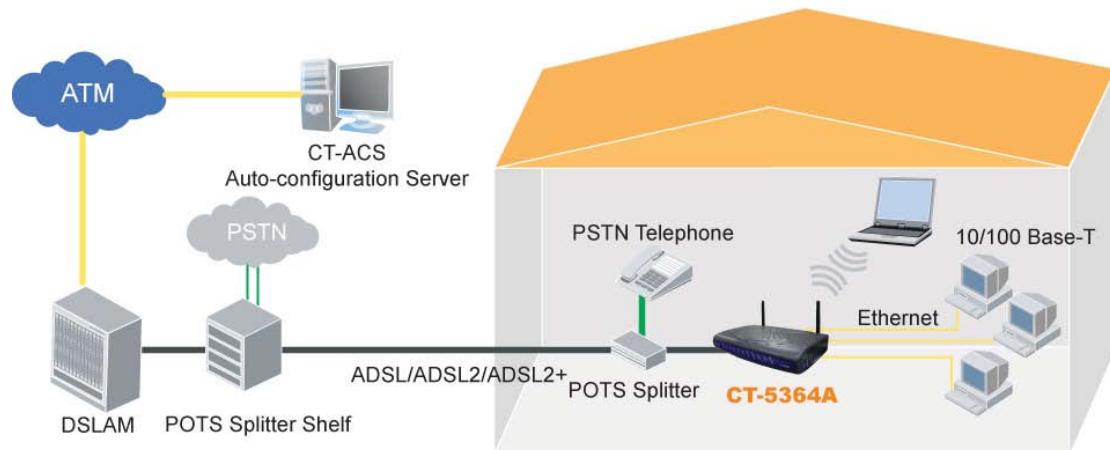 ATM
CT-ACS
Auto-configuration Server
PSTN
PSTN Telephone
10/100 Base-T
Ethernet
ADSL/ADSL2/ADSL2+
POTS Splitter
CT-5364A
DSLAM
POTS Splitter Shelf